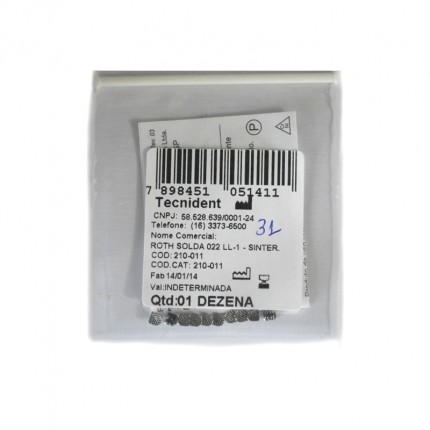 7 898451 051411
Tecnident
CNPJ: 58.528.639/0001-24
Telefone: (16) 3373-6500
31
Nome Comercial:
ROTH SOLDA 022 LL-1 - SINTER.
COD: 210-011
COD.CAT: 210-011
Fab 14/01/14
Val:INDETERMINADA
Qtd:01 DEZENA